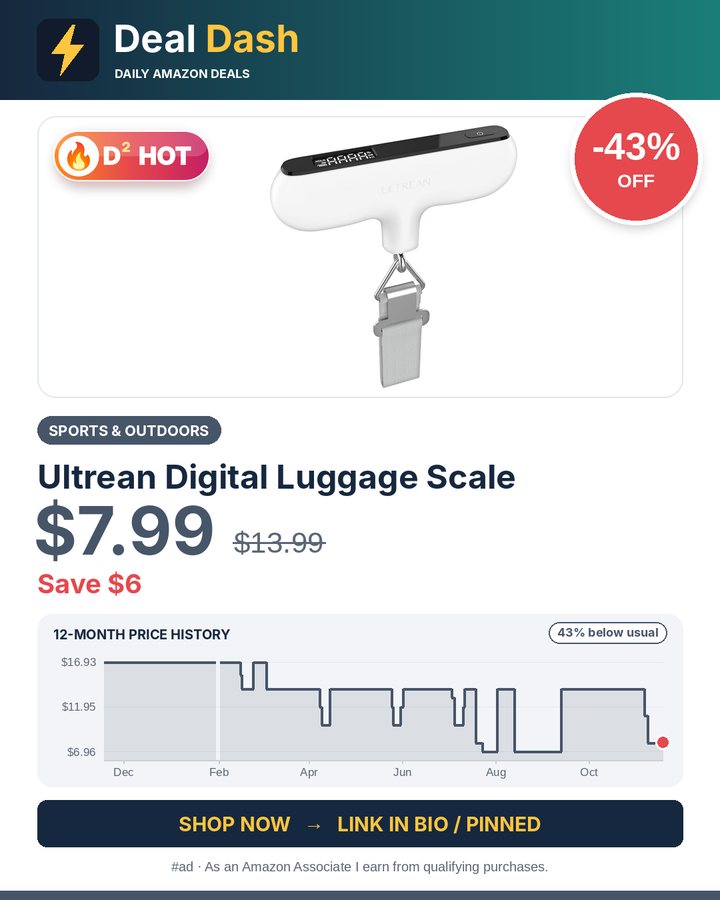 Deal Dash
DAILY AMAZON DEALS
D² HOT
-43%
OFF
LETREAN
SPORTS & OUTDOORS
Ultrean Digital Luggage Scale
$7.99 $13.99
Save $6
12-MONTH PRICE HISTORY 43% below usual
$16.93
$11.95
$6.96
Dec Feb Apr Jun Aug Oct
SHOP NOW → LINK IN BIO / PINNED
#ad · As an Amazon Associate I earn from qualifying purchases.